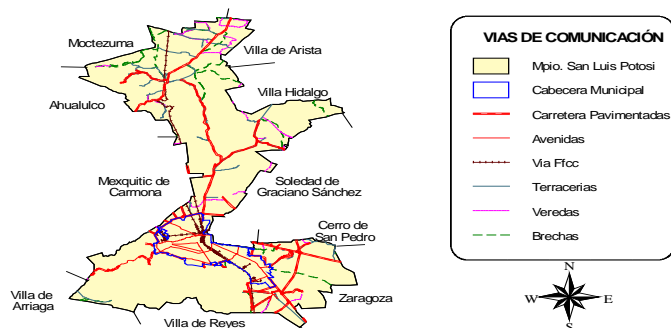 Moctezuma
Villa de Arista
Ahualulco
Villa Hidalgo
Mexquitic de
Carmona
Soledad de
Graciano Sánchez
Cerro de
San Pedro
Villa de
Arriaga
Zaragoza
Villa de Reyes
VIAS DE COMUNICACIÓN
Mpio. San Luis Potosi
Cabecera Municipal
Carretera Pavimentadas
Avenidas
Via Ffcc
Terracerias
Veredas
Brechas
N
W E
S